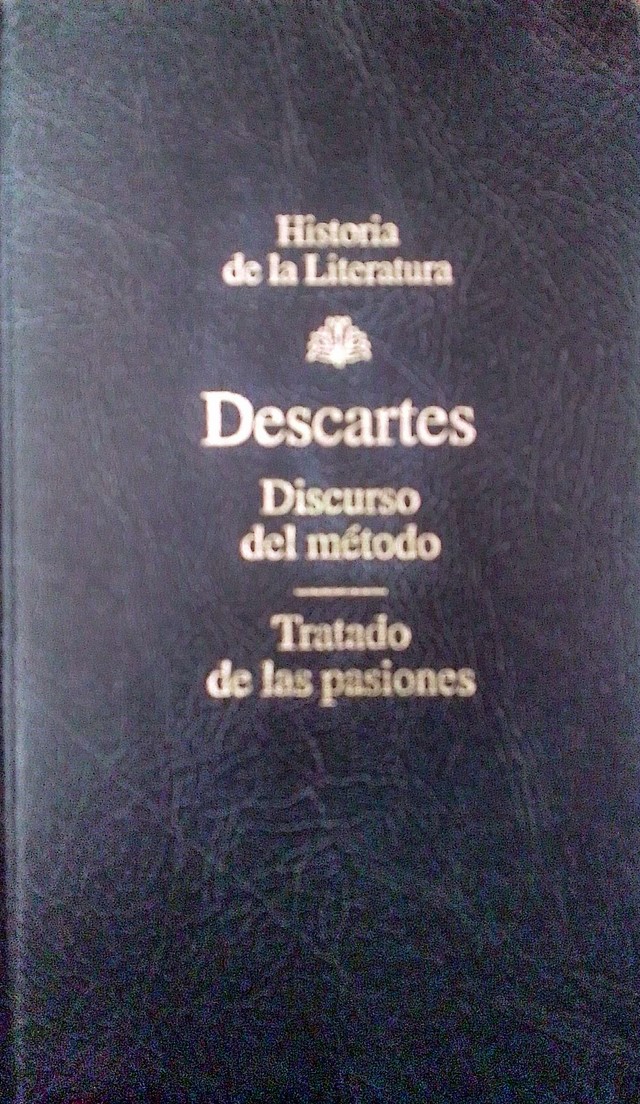 Historia
de la Literatura
Descartes
Discurso
del método
Tratado
de las pasiones